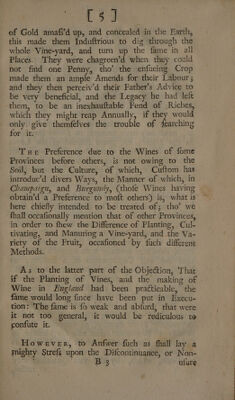 [ 5 ]
of Gold amaſs'd up, and concealed in the Earth,
this made them Induſtrious to dig through the
whole Vine-yard, and turn up the ſame in all
Places. They were chagreen'd when they could
not find one Penny, tho' the enſuing Crop
made them an ample Amends for their Labour;
and they then perceiv'd their Father's Advice to
be very beneficial, and the Legacy he had left
them, to be an inexhauſtable Fund of Riches,
which they might reap Annually, if they would
only give themſelves the trouble of ſearching
for it.
THE Preference due to the Wines of ſome
Provinces before others, is not owing to the
Soil, but the Culture, of which, Cuſtom has
introduc'd divers Ways, the Manner of which, in
Champaign, and Burgundy, (thoſe Wines having
obtain'd a Preference to moſt others) is, what is
here chiefly intended to be treated of; tho' we
ſhall occaſionally mention that of other Provinces,
in order to ſhew the Difference of Planting, Cul-
tivating, and Manuring a Vine-yard, and the Va-
riety of the Fruit, occaſioned by ſuch different
Methods.
As to the latter part of the Objection, That
if the Planting of Vines, and the making of
Wine in England had been practicable, the
ſame would long ſince have been put in Execu-
tion: The ſame is ſo weak and abſurd, that were
it not too general, it would be rediculous to
confute it.
HOWEVER, to Anſwer ſuch as ſhall lay a
mighty Streſs upon the Diſcontinuance, or Non-
B 3
uſure